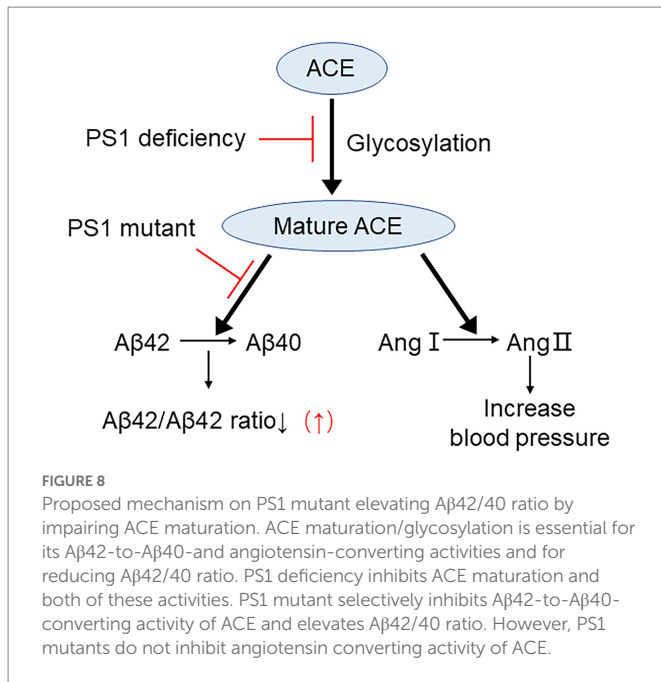 ACE
PS1 deficiency
Glycosylation
Mature ACE
PS1 mutant
Aβ42
Aβ40
Ang Ⅰ
Ang Ⅱ
Aβ42/Aβ42 ratio↓ (↑)
Increase
blood pressure
FIGURE 8
Proposed mechanism on PS1 mutant elevating Aβ42/40 ratio by
impairing ACE maturation. ACE maturation/glycosylation is essential for
its Aβ42-to-Aβ40-and angiotensin-converting activities and for
reducing Aβ42/40 ratio. PS1 deficiency inhibits ACE maturation and
both of these activities. PS1 mutant selectively inhibits Aβ42-to-Aβ40-
converting activity of ACE and elevates Aβ42/40 ratio. However, PS1
mutants do not inhibit angiotensin converting activity of ACE.